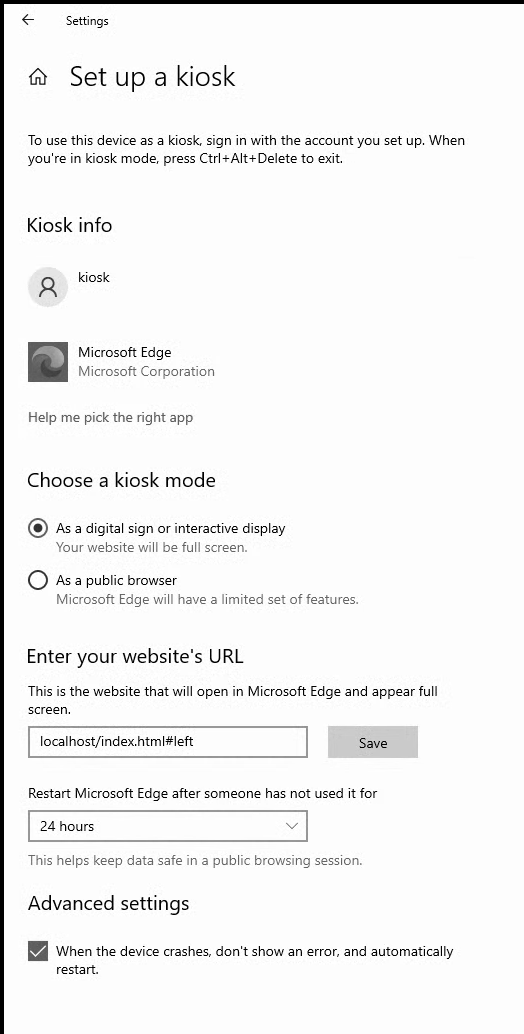 Settings
Set up a kiosk
To use this device as a kiosk, sign in with the account you set up. When
you're in kiosk mode, press Ctrl+Alt+Delete to exit.
Kiosk info
kiosk
Microsoft Edge
Microsoft Corporation
Help me pick the right app
Choose a kiosk mode
As a digital sign or interactive display
Your website will be full screen.
As a public browser
Microsoft Edge will have a limited set of features.
Enter your website's URL
This is the website that will open in Microsoft Edge and appear full
screen.
localhost/index.html#left
Save
Restart Microsoft Edge after someone has not used it for
24 hours
This helps keep data safe in a public browsing session.
Advanced settings
When the device crashes, don't show an error, and automatically
restart.